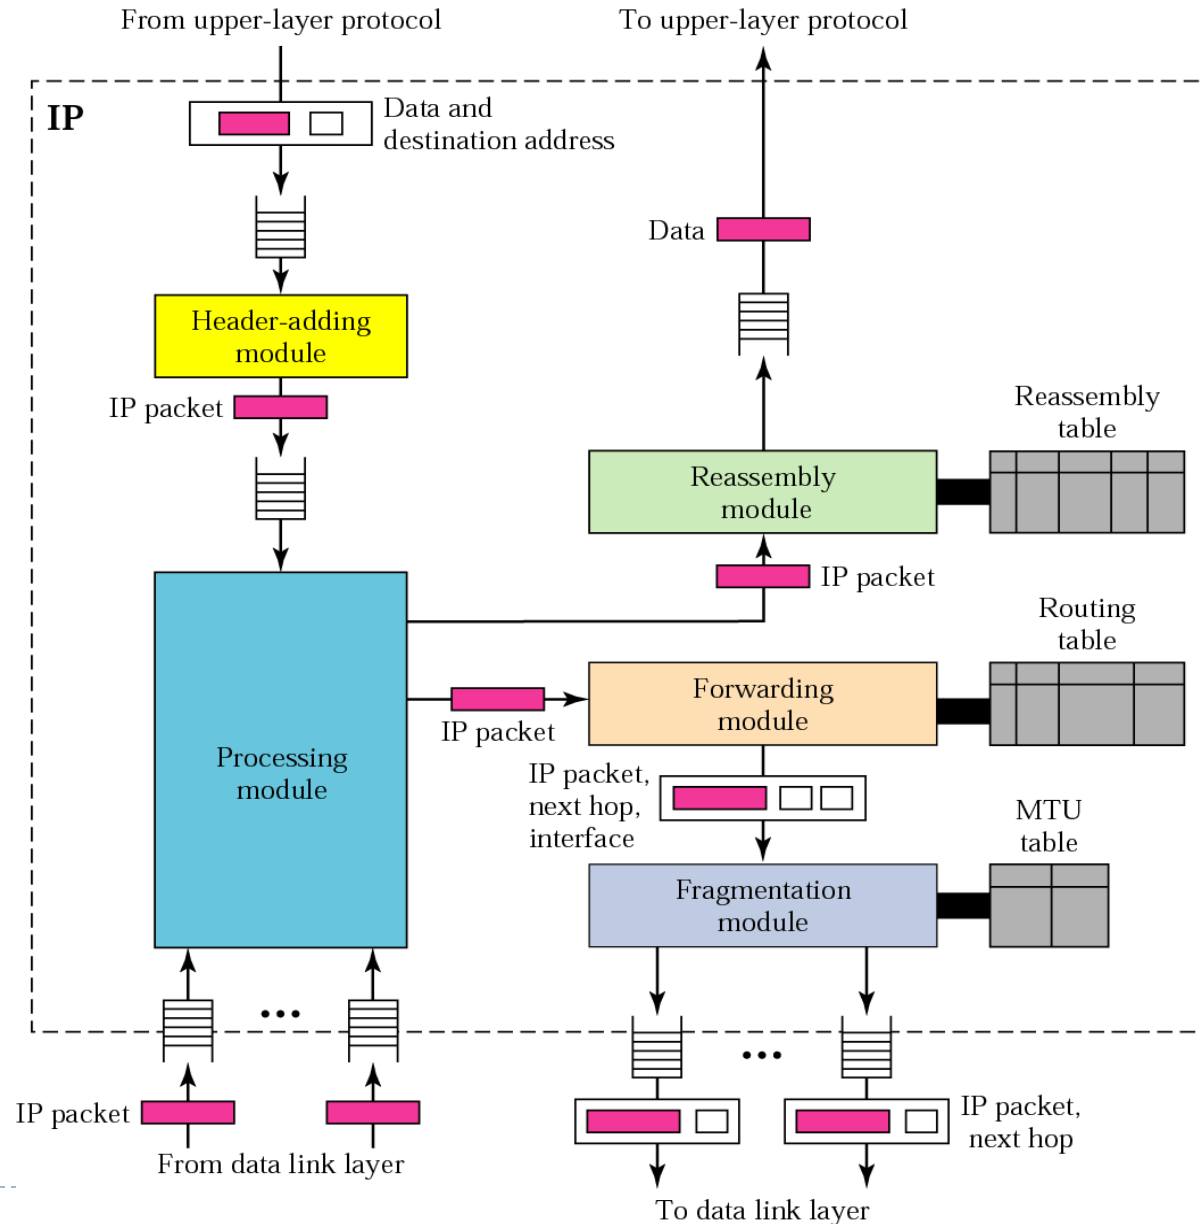 From upper-layer protocol
To upper-layer protocol
IP
Data and
destination address
Data
Header-adding
module
IP packet
Reassembly
table
Reassembly
module
IP packet
Routing
table
Forwarding
module
IP packet
Processing
module
IP packet,
next hop,
interface
MTU
table
Fragmentation
module
...
...
IP packet
IP packet,
next hop
From data link layer
To data link layer